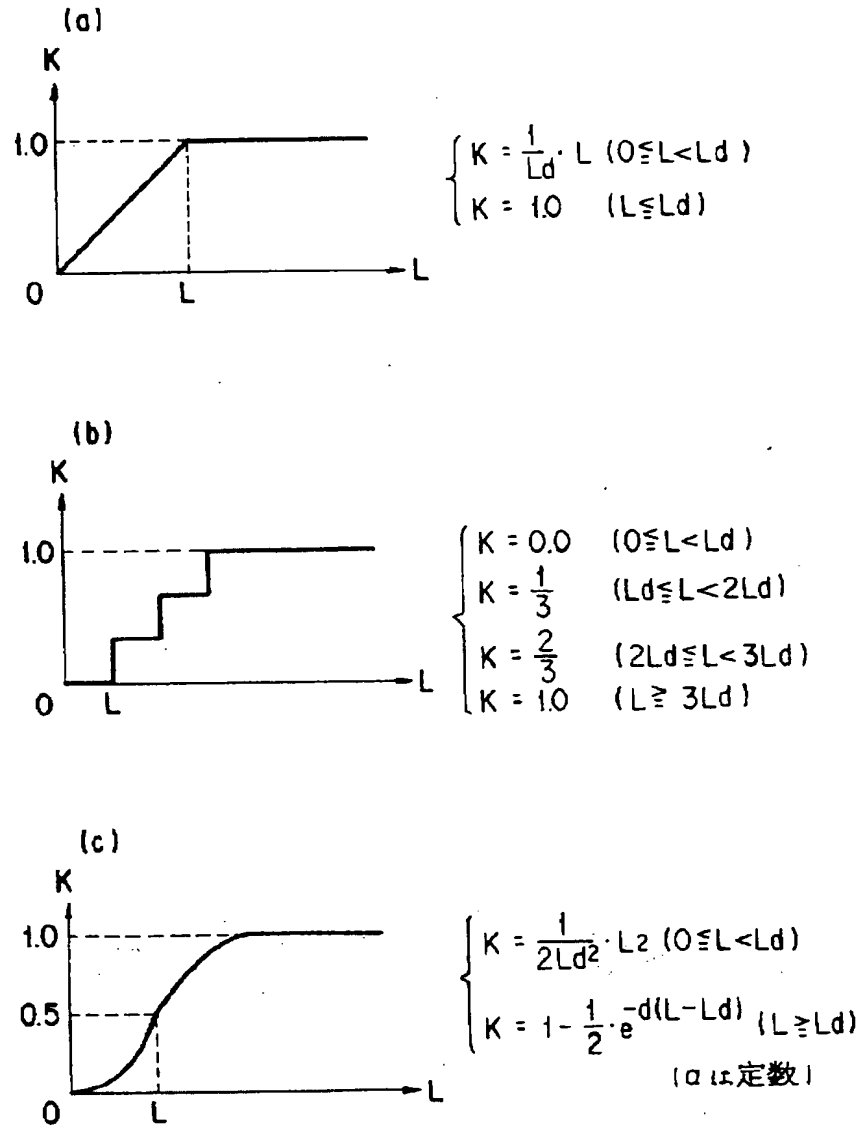 (a)
K
1.0
0
L
L
K = 1/Ld · L (0≦L<Ld)
K = 1.0 (L≦Ld)
(b)
K
1.0
0
L
L
K = 0.0 (0≦L<Ld)
K = 1/3 (Ld≦L<2Ld)
K = 2/3 (2Ld≦L<3Ld)
K = 1.0 (L≧3Ld)
(c)
K
1.0
0.5
0
L
L
K = 1/2Ld² · L2 (0≦L<Ld)
K = 1 - 1/2 · e^-d(L-Ld) (L≧Ld)
(αは定数)